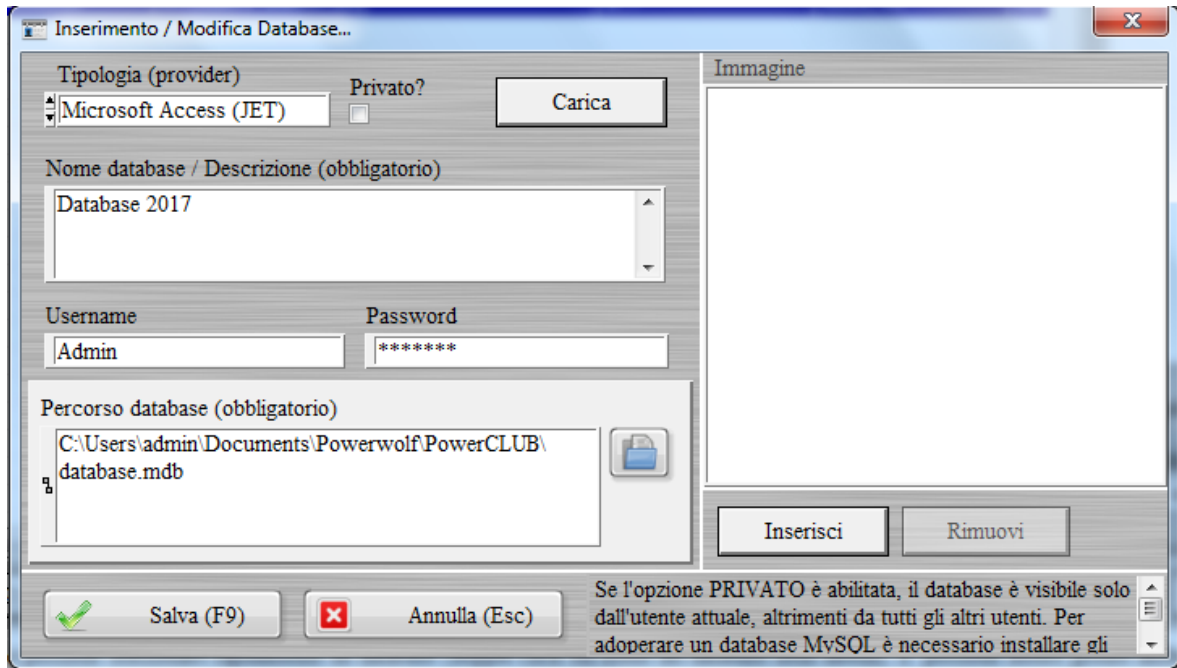 Inserimento / Modifica Database...
Tipologia (provider)
Privato?
Microsoft Access (JET)
Carica
Immagine
Nome database / Descrizione (obbligatorio)
Database 2017
Username
Password
Admin
*******
Percorso database (obbligatorio)
C:\Users\admin\Documents\Powerwolf\PowerCLUB\
database.mdb
Inserisci
Rimuovi
Salva (F9)
Annulla (Esc)
Se l'opzione PRIVATO è abilitata, il database è visibile solo
dall'utente attuale, altrimenti da tutti gli altri utenti. Per
adoperare un database MySQL è necessario installare gli